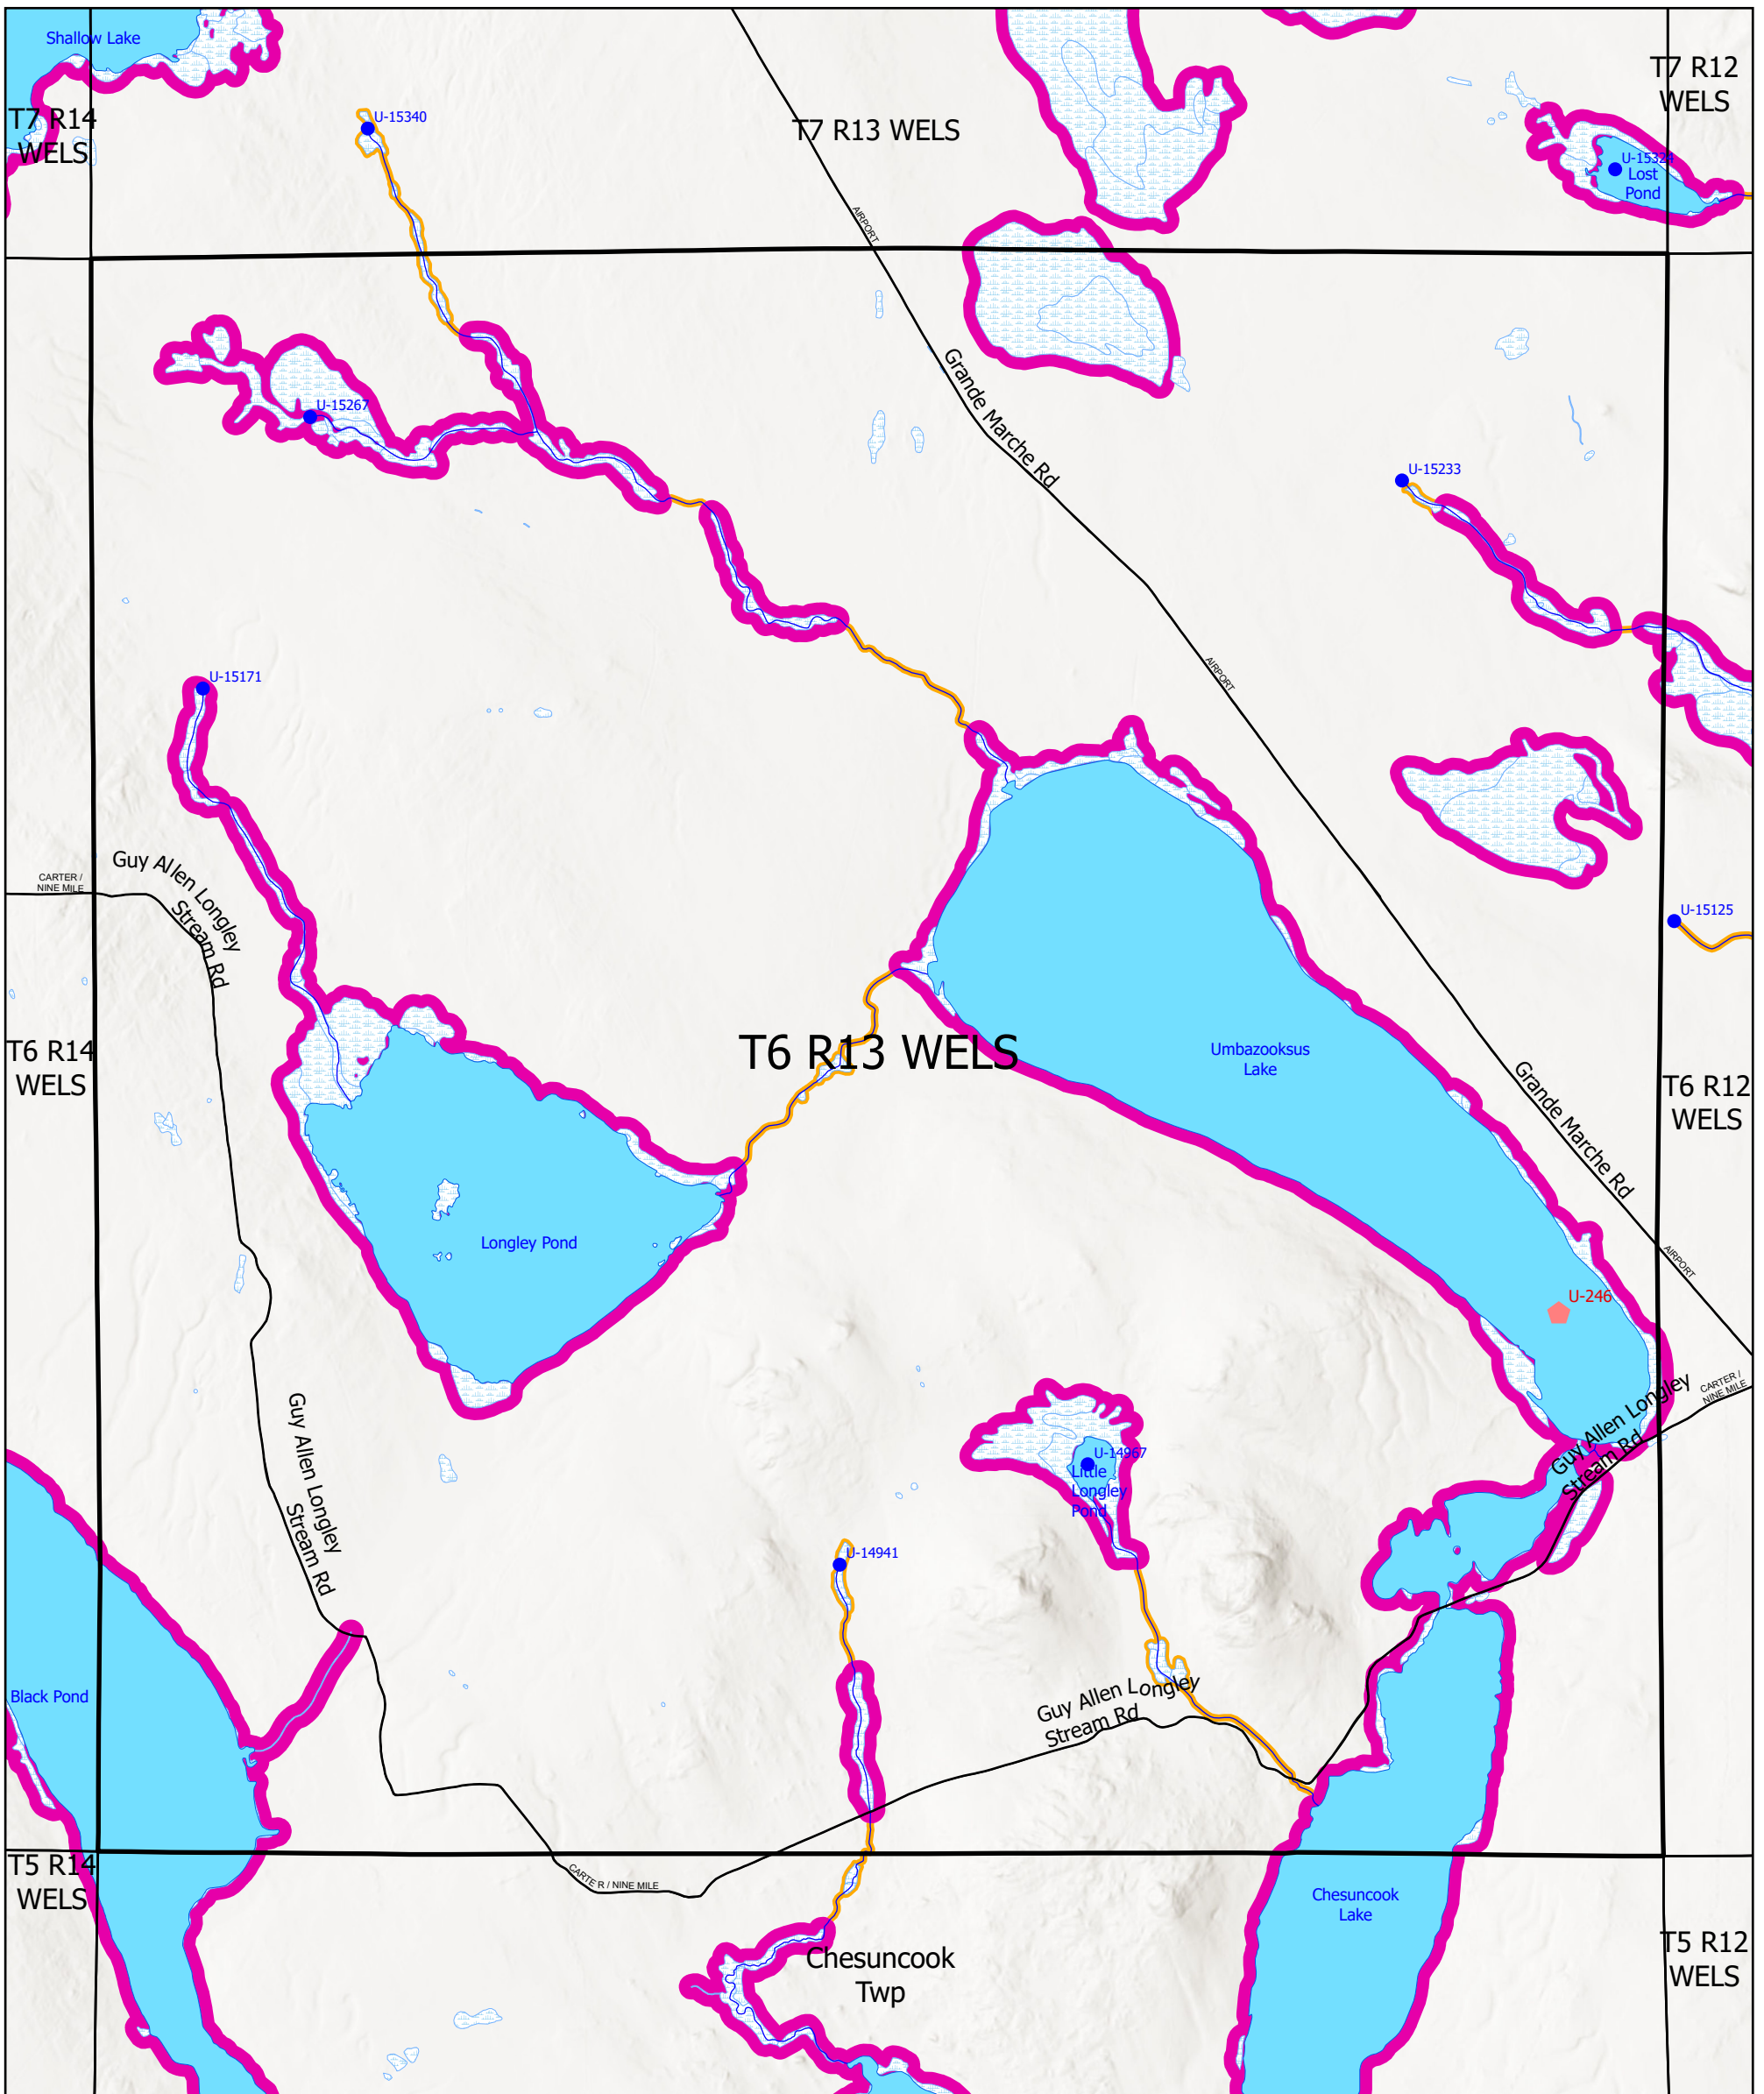 Shallow Lake
T7 R14
WELS
U-15340
T7 R13 WELS
T7 R12
WELS
U-15324
Lost
Pond
AIRPORT
Grande Marche Rd
U-15267
U-15233
AIRPORT
U-15171
Guy Allen Longley
Stream Rd
CARTER /
NINE MILE
U-15125
T6 R14
WELS
T6 R13 WELS
Umbazooksus
Lake
T6 R12
WELS
Grande Marche Rd
Longley Pond
AIRPORT
U-246
Guy Allen Longley
Stream Rd
CARTER /
NINE MILE
Guy Allen Longley
Stream Rd
U-14967
Little
Longley
Pond
U-14941
Black Pond
Guy Allen Longley
Stream Rd
T5 R14
WELS
CARTE R / NINE MILE
Chesuncook
Lake
Chesuncook
Twp
T5 R12
WELS